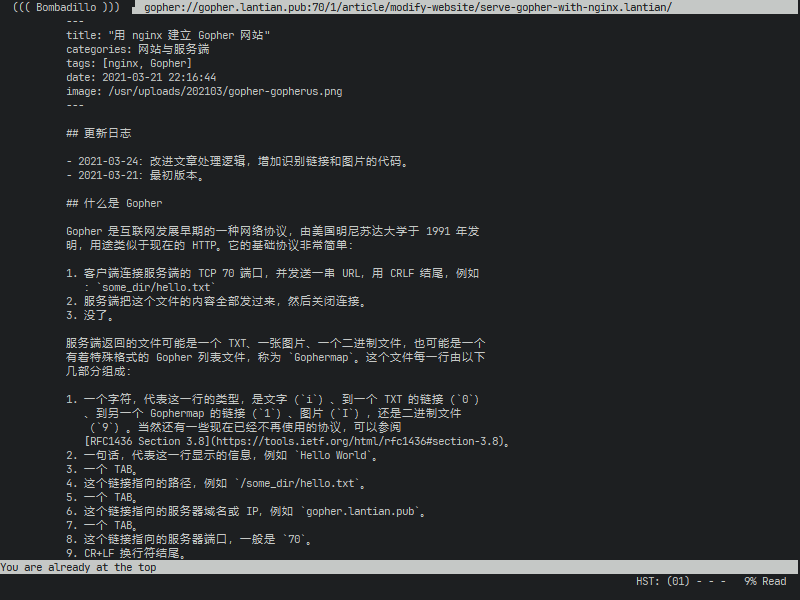 ((( Bombadillo ))) gopher://gopher.lantian.pub:70/1/article/modify-website/serve-gopher-with-nginx.lantian/
---
title: "用 nginx 建立 Gopher 网站"
categories: 网站与服务端
tags: [nginx, Gopher]
date: 2021-03-21 22:16:44
image: /usr/uploads/202103/gopher-gopherus.png
---
## 更新日志
- 2021-03-24: 改进文章处理逻辑，增加识别链接和图片的代码。
- 2021-03-21: 最初版本。
## 什么是 Gopher
Gopher 是互联网发展早期的一种网络协议，由美国明尼苏达大学于 1991 年发
明，用途类似于现在的 HTTP。它的基础协议非常简单：
1. 客户端连接服务端的 TCP 70 端口，并发送一串 URL，用 CRLF 结尾，例如
：`some_dir/hello.txt`
2. 服务端把这个文件的内容全部发过来，然后关闭连接。
3. 没了。
服务端返回的文件可能是一个 TXT、一张图片、一个二进制文件，也可能是一个
有着特殊格式的 Gopher 列表文件，称为 `Gophermap`。这个文件每一行由以下
几部分组成：
1. 一个字符，代表这一行的类型，是文字（`i`）、到一个 TXT 的链接（`0`）
、到另一个 Gophermap 的链接（`1`）、图片（`I`）, 还是二进制文件
（`9`）。当然还有一些现在已经不再使用的协议，可以参阅
[RFC1436 Section 3.8](https://tools.ietf.org/html/rfc1436#section-3.8)。
2. 一句话，代表这一行显示的信息，例如 `Hello World`。
3. 一个 TAB。
4. 这个链接指向的路径，例如 `/some_dir/hello.txt`。
5. 一个 TAB。
6. 这个链接指向的服务器域名或 IP，例如 `gopher.lantian.pub`。
7. 一个 TAB。
8. 这个链接指向的服务器端口，一般是 `70`。
9. CR+LF 换行符结尾。
You are already at the top
HST: (01) - - - 9% Read